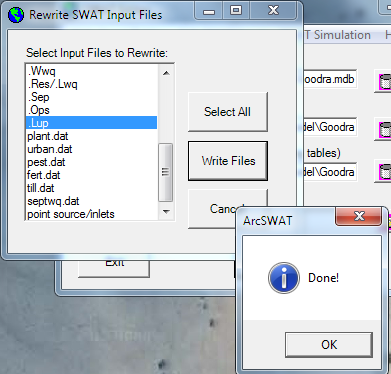 Rewrite SWAT Input Files
Select Input Files to Rewrite:
.Wwq
.Res/.Lwq
.Sep
.Ops
.Lup
plant.dat
urban.dat
pest.dat
fert.dat
till.dat
septwq.dat
point source/inlets
Select All
Write Files
T Simulation
oodra.mdb
del\Goodra
tables)
del\Goodra
Exit
ArcSWAT
Done!
OK